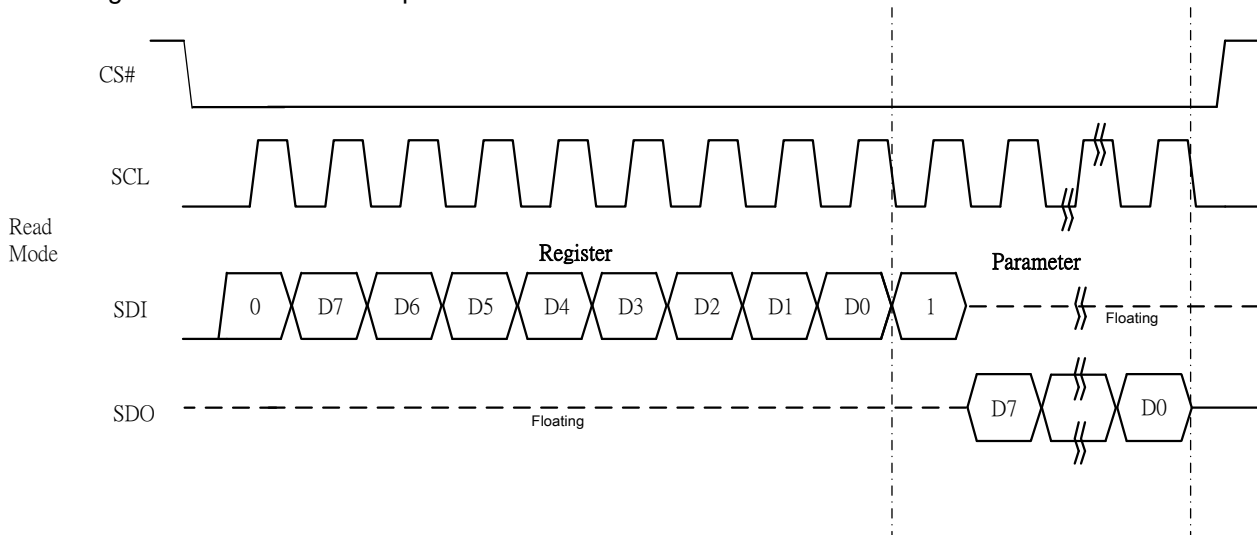 CS#
SCL
Read
Mode
Register
Parameter
SDI
0 D7 D6 D5 D4 D3 D2 D1 D0 1
Floating
SDO
D7 D0
Floating